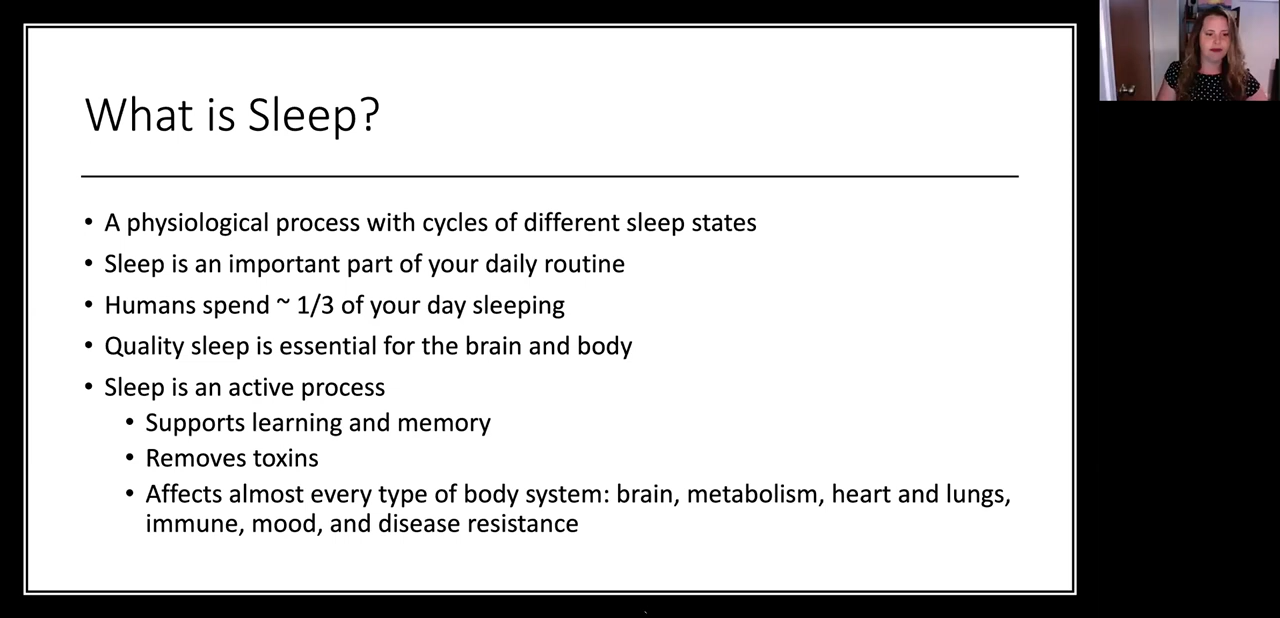 What is Sleep?
• A physiological process with cycles of different sleep states
• Sleep is an important part of your daily routine
• Humans spend ~ 1/3 of your day sleeping
• Quality sleep is essential for the brain and body
• Sleep is an active process
• Supports learning and memory
• Removes toxins
• Affects almost every type of body system: brain, metabolism, heart and lungs,
immune, mood, and disease resistance